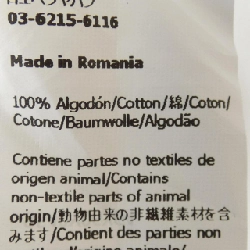 03-6215-6116
Made in Romania
100% Algodón/Cotton/綿/Coton/
Cotone/Baumwolle/Algodão
Contiene partes no textiles de
origen animal/Contains
non-textile parts of animal
origin/動物由来の非繊維素材を含
みます/Contient des parties non